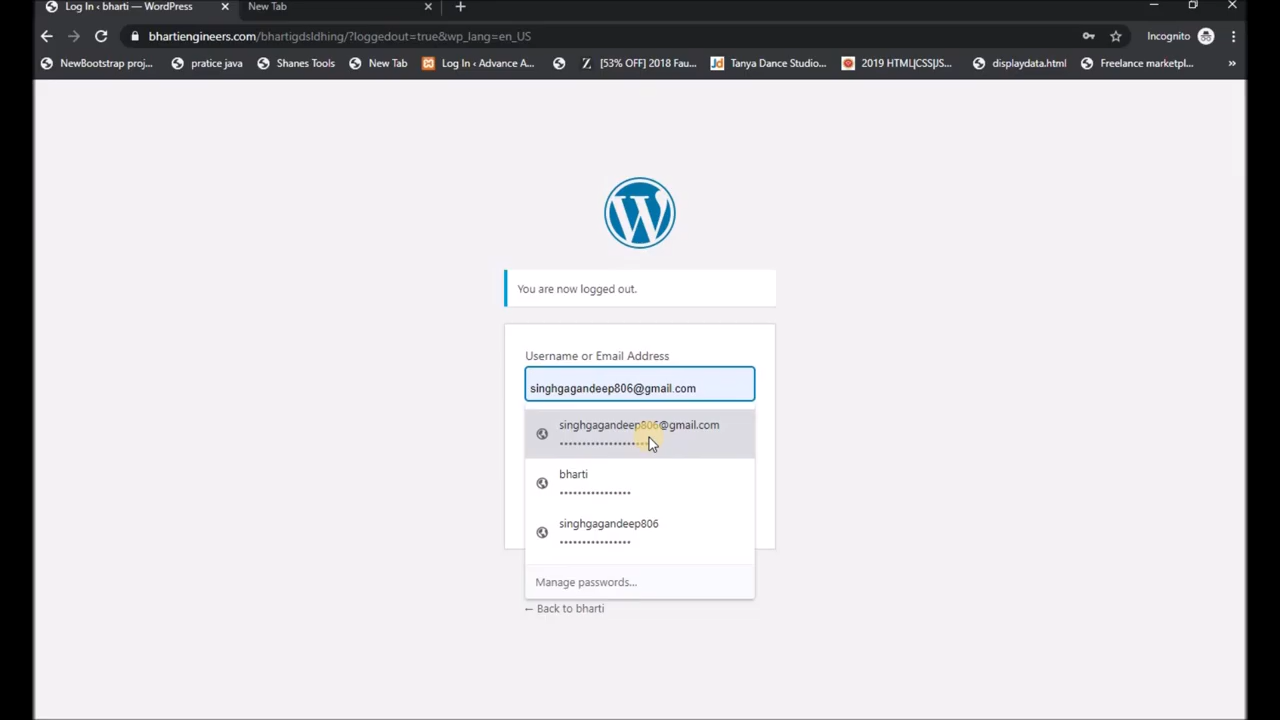 Log In ‹ bharti — WordPress
New Tab
bhartiengineers.com/bhartigdsldhing/?loggedout=true&wp_lang=en_US
Incognito
NewBootstrap proj...
pratice java
Shanes Tools
New Tab
Log In ‹ Advance A...
[53% OFF] 2018 Fau...
Tanya Dance Studio...
2019 HTML|CSS|JS...
displaydata.html
Freelance marketpl...
»
You are now logged out.
Username or Email Address
singhgagandeep806@gmail.com
singhgagandeep806@gmail.com
bharti
singhgagandeep806
Manage passwords...
← Back to bharti